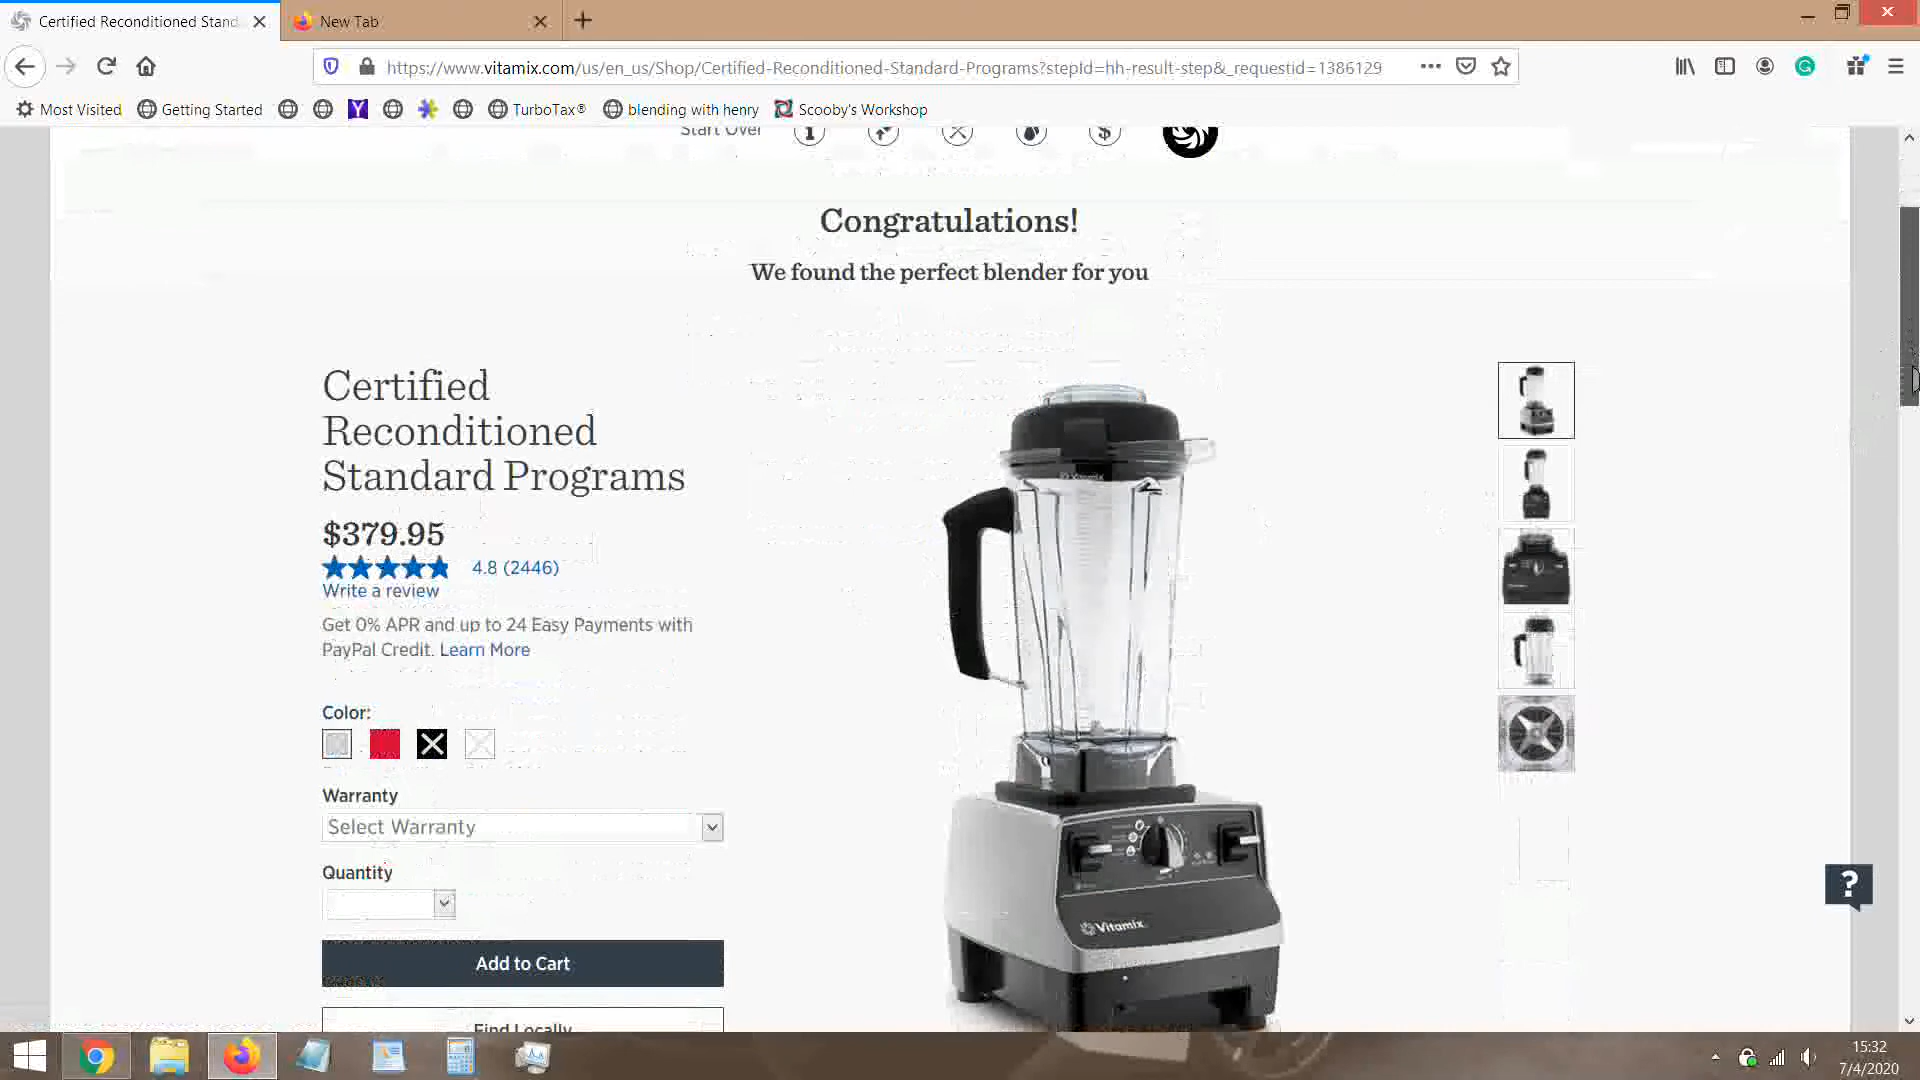 Certified Reconditioned Stand
New Tab
https://www.vitamix.com/us/en_us/Shop/Certified-Reconditioned-Standard-Programs?stepId=hh-result-step&_requestid=1386129
Most Visited
Getting Started
TurboTax®
blending with henry
Scooby's Workshop
Start Over
Congratulations!
We found the perfect blender for you
Certified
Reconditioned
Standard Programs
$379.95
4.8 (2446)
Write a review
Get 0% APR and up to 24 Easy Payments with
PayPal Credit. Learn More
Color:
Warranty
Select Warranty
Quantity
Add to Cart
Find Locally
Vitamix
?
15:32
7/4/2020